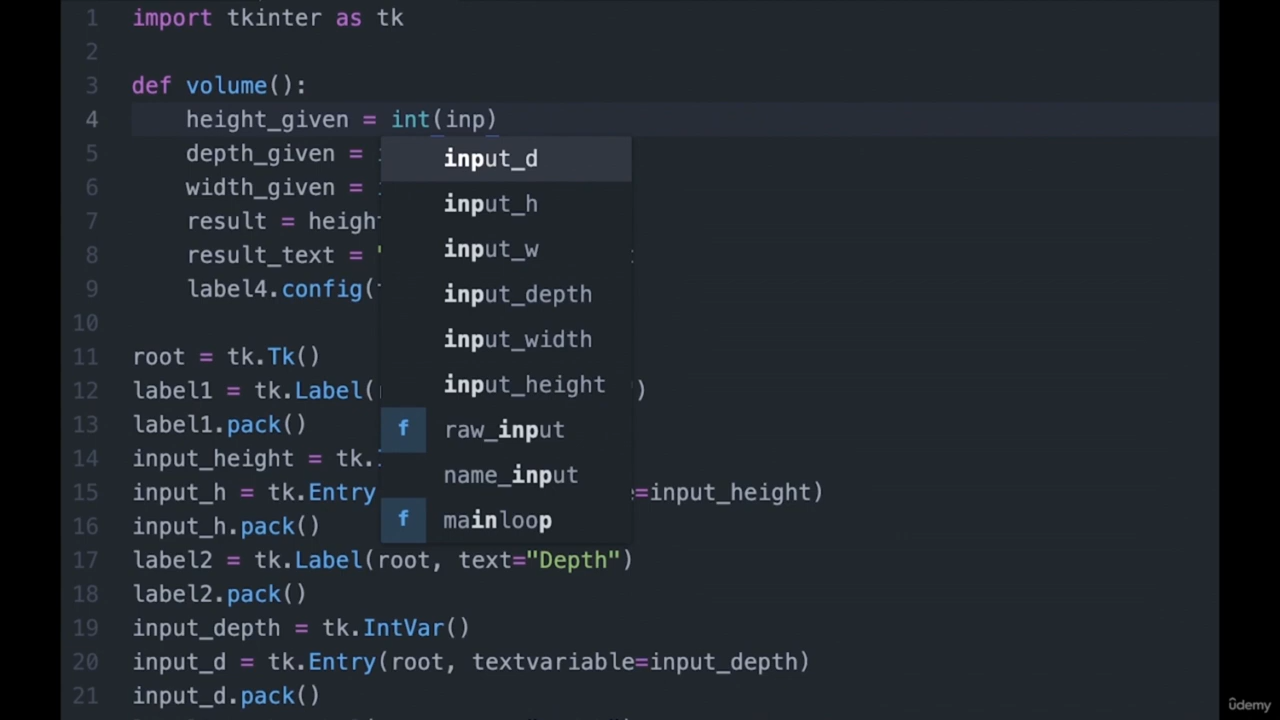 1 import tkinter as tk
2
3 def volume():
4 height_given = int(inp)
5 depth_given =
input_d
6 width_given =
input_h
7 result = heigh
input_w
8 result_text = "
9 label4.config(
input_depth
10
input_width
11 root = tk.Tk()
input_height
12 label1 = tk.Label( )
13 label1.pack()
f raw_input
14 input_height = tk.
name_input
15 input_h = tk.Entry =input_height)
16 input_h.pack()
f mainloop
17 label2 = tk.Label(root, text="Depth")
18 label2.pack()
19 input_depth = tk.IntVar()
20 input_d = tk.Entry(root, textvariable=input_depth)
21 input_d.pack()
udemy